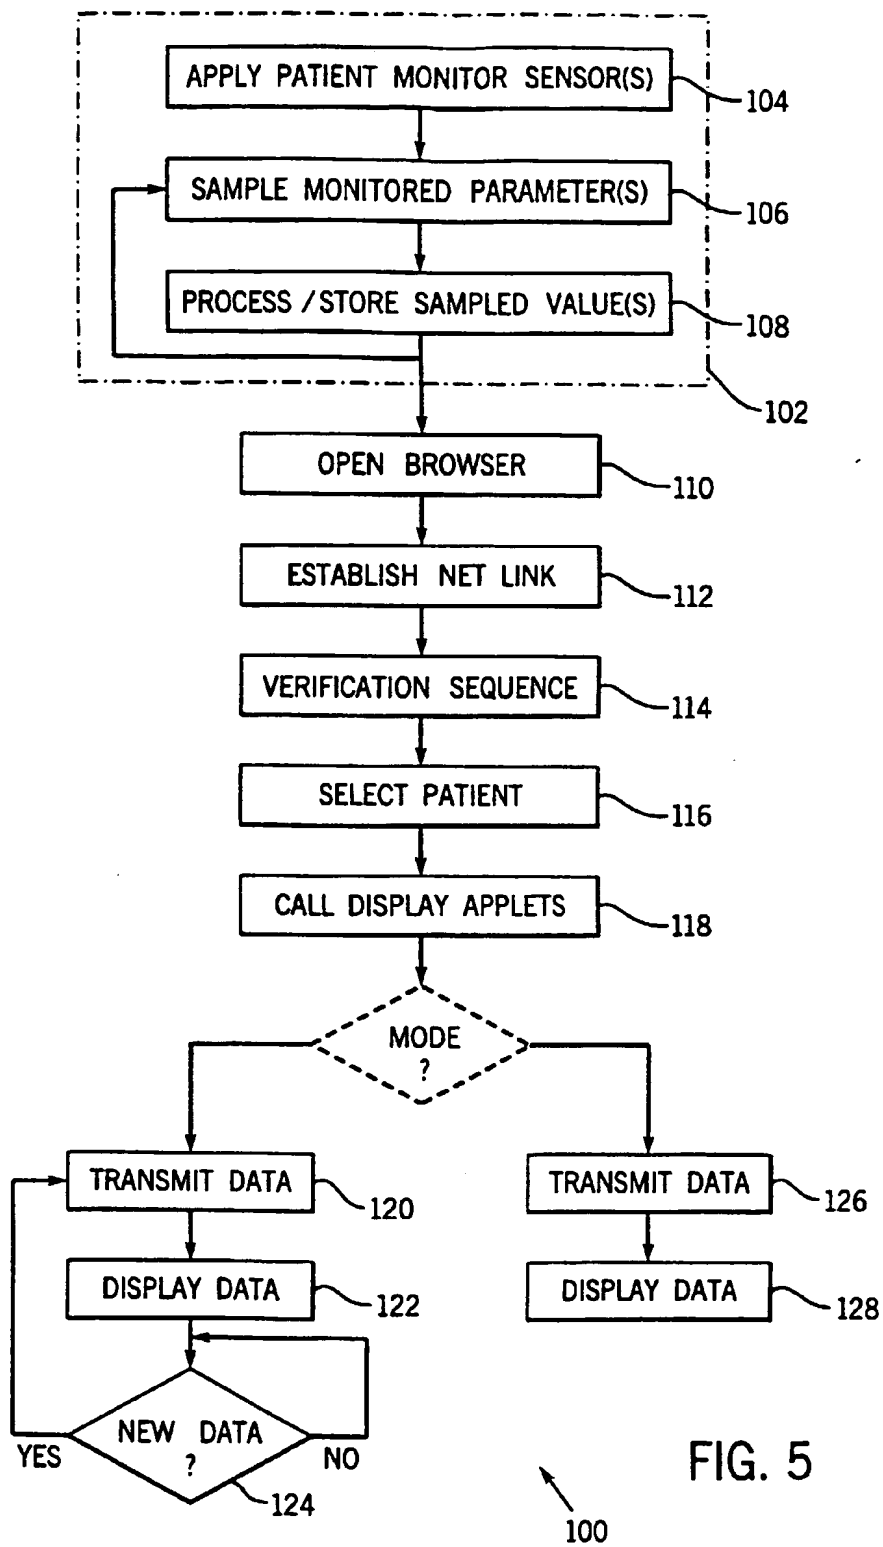 APPLY PATIENT MONITOR SENSOR(S)
104
SAMPLE MONITORED PARAMETER(S)
106
PROCESS/STORE SAMPLED VALUE(S)
108
102
OPEN BROWSER
110
ESTABLISH NET LINK
112
VERIFICATION SEQUENCE
114
SELECT PATIENT
116
CALL DISPLAY APPLETS
118
MODE
?
TRANSMIT DATA
120
TRANSMIT DATA
126
DISPLAY DATA
122
DISPLAY DATA
128
NEW DATA
?
YES
NO
124
FIG. 5
100